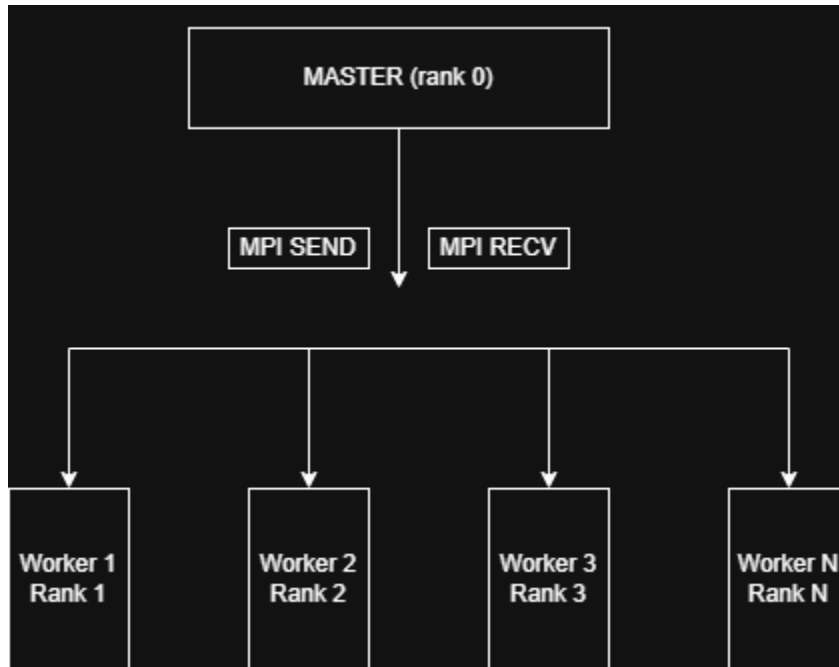 MASTER (rank 0)
MPI SEND
MPI RECV
Worker 1
Rank 1
Worker 2
Rank 2
Worker 3
Rank 3
Worker N
Rank N